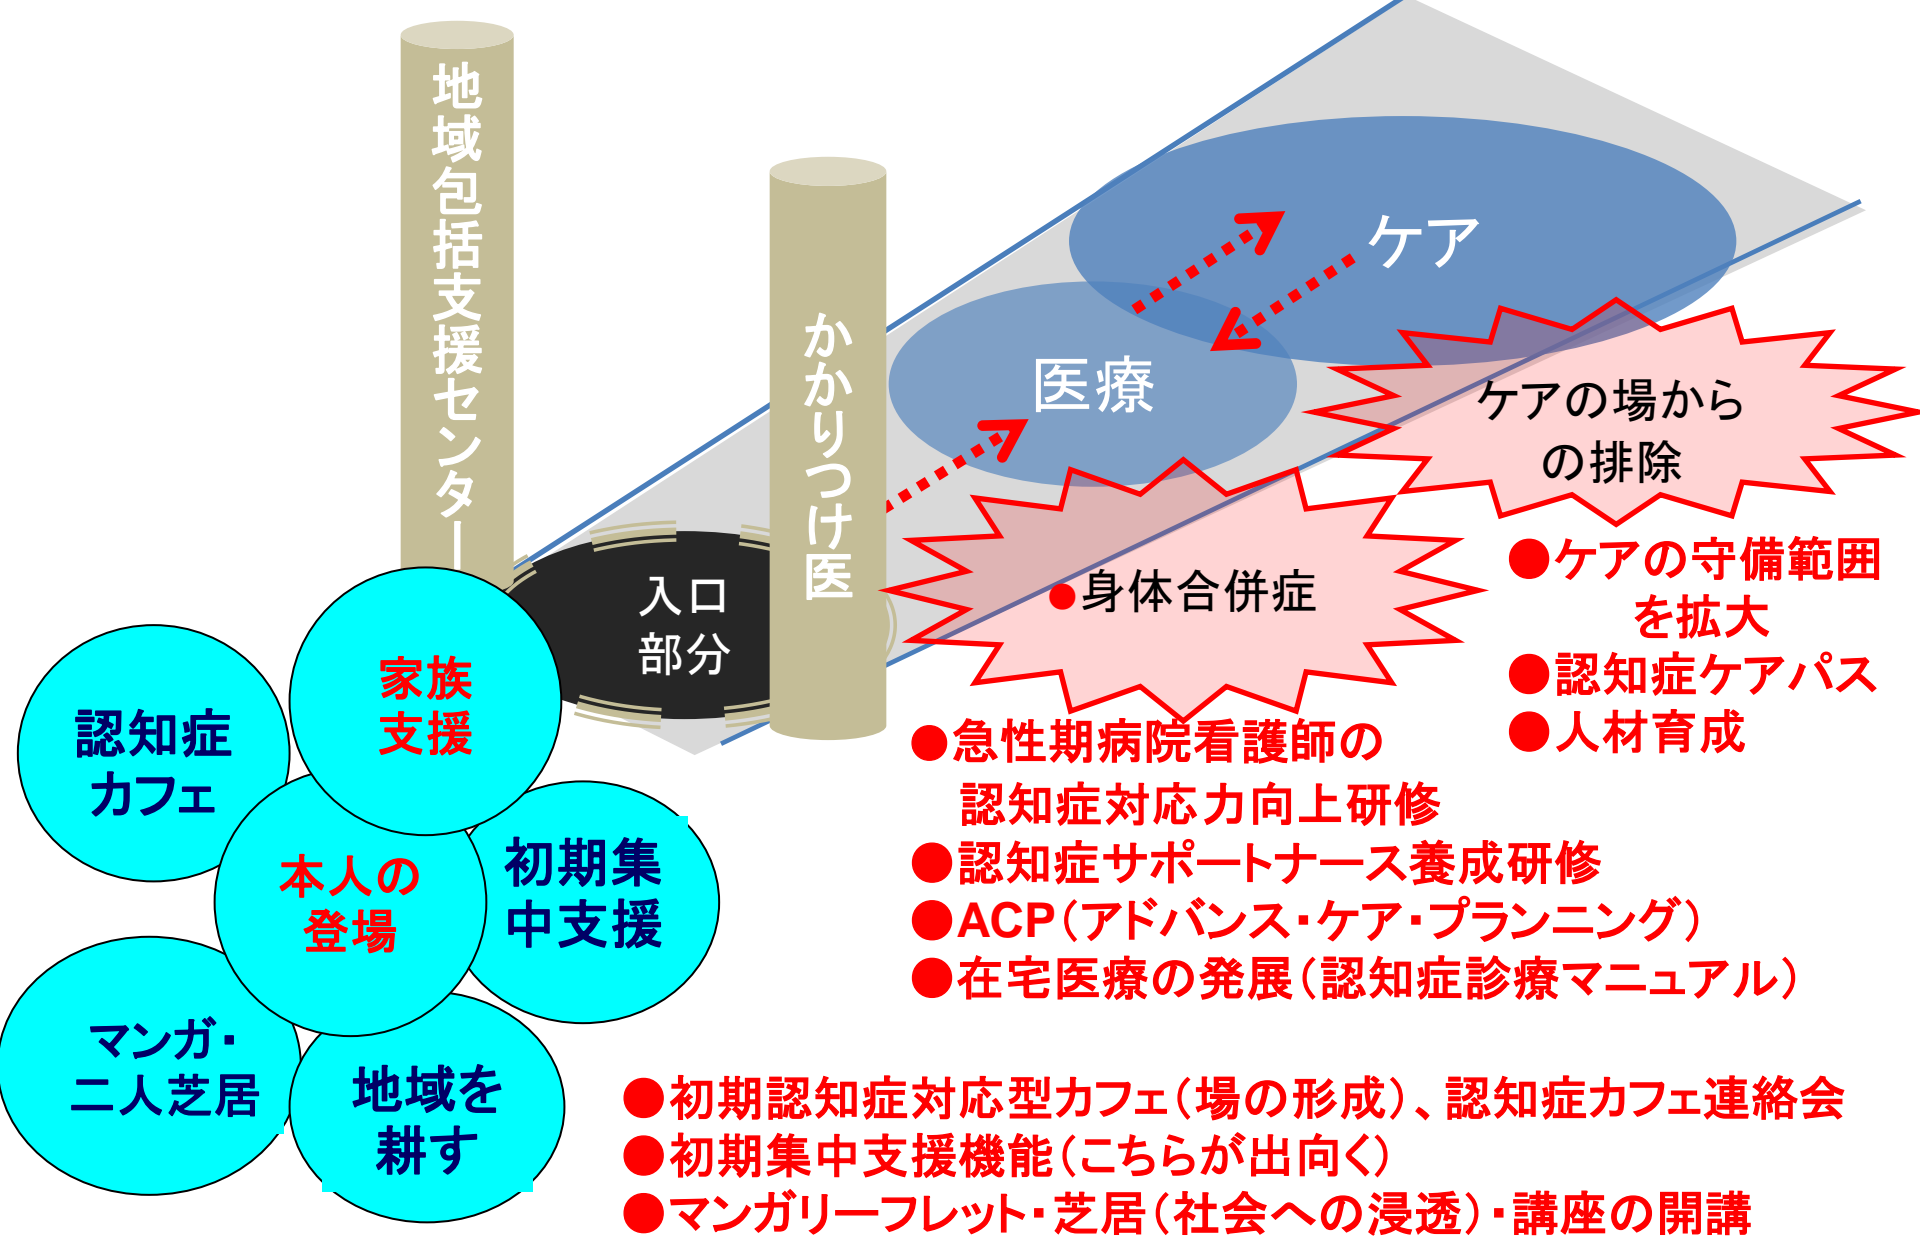 地域包括支援センター
かかりつけ医
ケア
医療
ケアの場から
の排除
入口
部分
●身体合併症
●ケアの守備範囲
を拡大
●認知症ケアパス
●人材育成
家族
支援
認知症
カフェ
本人の
登場
初期集
中支援
マンガ・
二人芝居
地域を
耕す
●急性期病院看護師の
認知症対応力向上研修
●認知症サポートナース養成研修
●ACP(アドバンス・ケア・プランニング)
●在宅医療の発展(認知症診療マニュアル)
●初期認知症対応型カフェ(場の形成)、認知症カフェ連絡会
●初期集中支援機能(こちらが出向く)
●マンガリーフレット・芝居(社会への浸透)・講座の開講